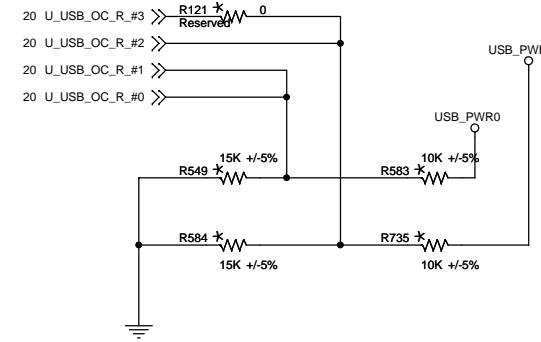 20 U_USB_OC_R_#3 R121 * 0
Reserved
20 U_USB_OC_R_#2
20 U_USB_OC_R_#1
20 U_USB_OC_R_#0
USB_PWR0
15K +/-5% 10K +/-5%
R549 * R583 *
R584 * R735 *
15K +/-5% 10K +/-5%